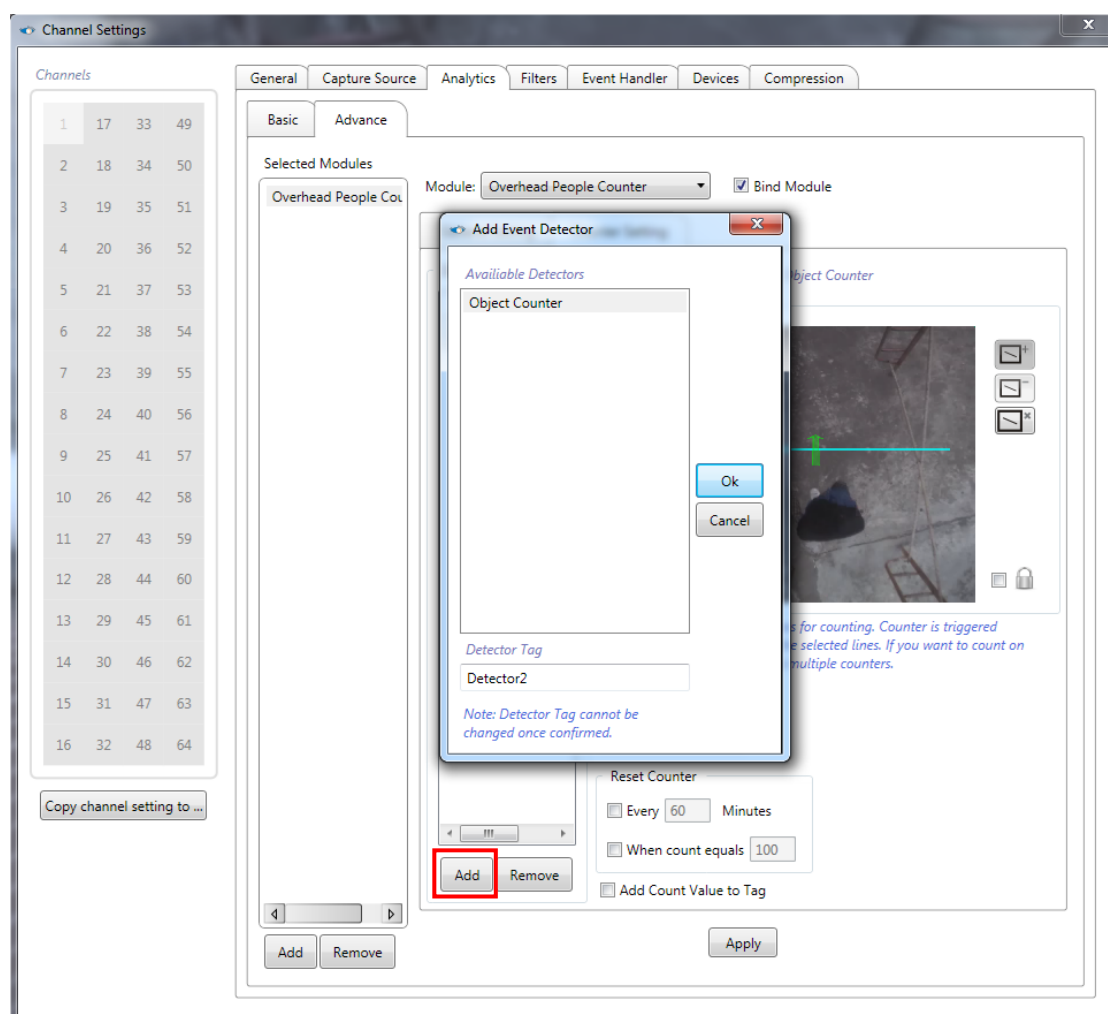 Channel Settings
x
Channels
1 17 33 49
2 18 34 50
3 19 35 51
4 20 36 52
5 21 37 53
6 22 38 54
7 23 39 55
8 24 40 56
9 25 41 57
10 26 42 58
11 27 43 59
12 28 44 60
13 29 45 61
14 30 46 62
15 31 47 63
16 32 48 64
Copy channel setting to ...
General Capture Source Analytics Filters Event Handler Devices Compression
Basic Advance
Selected Modules
Overhead People Cou
Add Remove
Module: Overhead People Counter Bind Module
Add Event Detector
x
Availiable Detectors
Object Counter
Ok
Cancel
Detector Tag
Detector2
Note: Detector Tag cannot be
changed once confirmed.
Object Counter
s for counting. Counter is triggered
e selected lines. If you want to count on
multiple counters.
Reset Counter
Every 60 Minutes
When count equals 100
Add Remove
Add Count Value to Tag
Apply